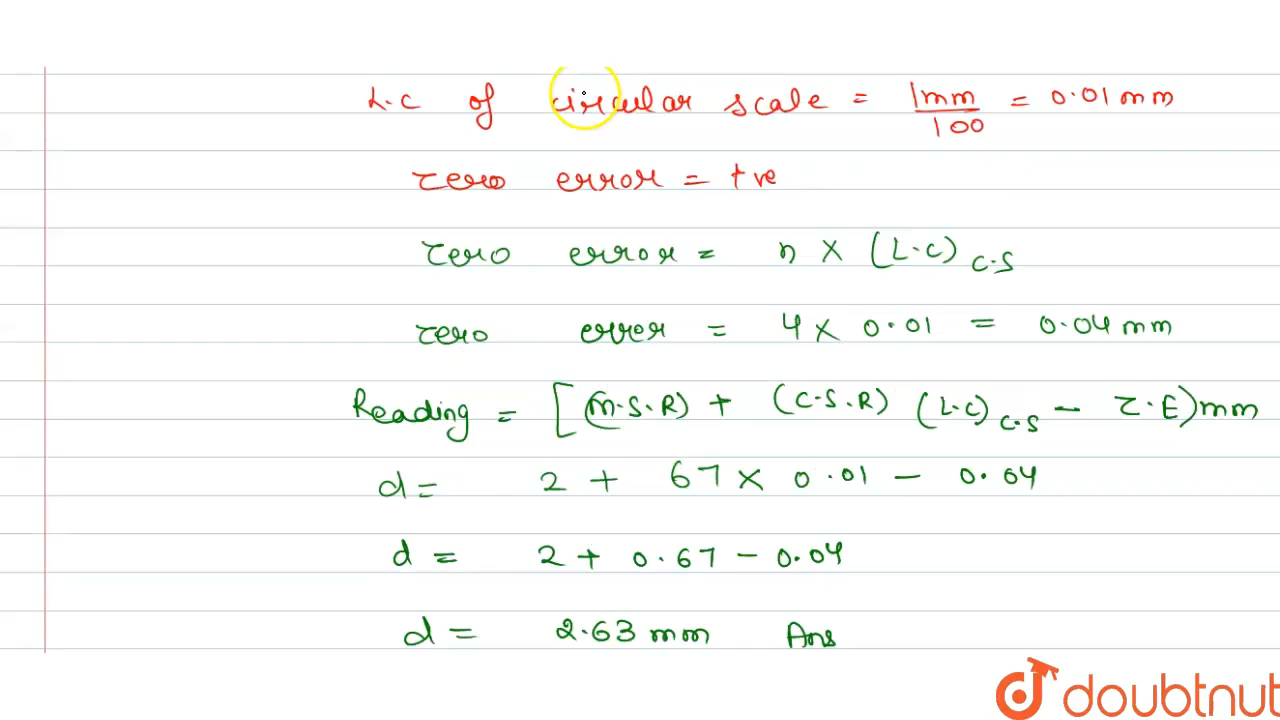 L.C of circular scale = 1mm/100 = 0.01 mm
zero error = +ve
zero error = n × (L.C) C.S
zero error = 4 × 0.01 = 0.04 mm
Reading = [(M.S.R) + (C.S.R) (L.C) C.S - Z.E) mm
d = 2 + 67 × 0.01 - 0.04
d = 2 + 0.67 - 0.04
d = 2.63 mm Ans
doubtnut